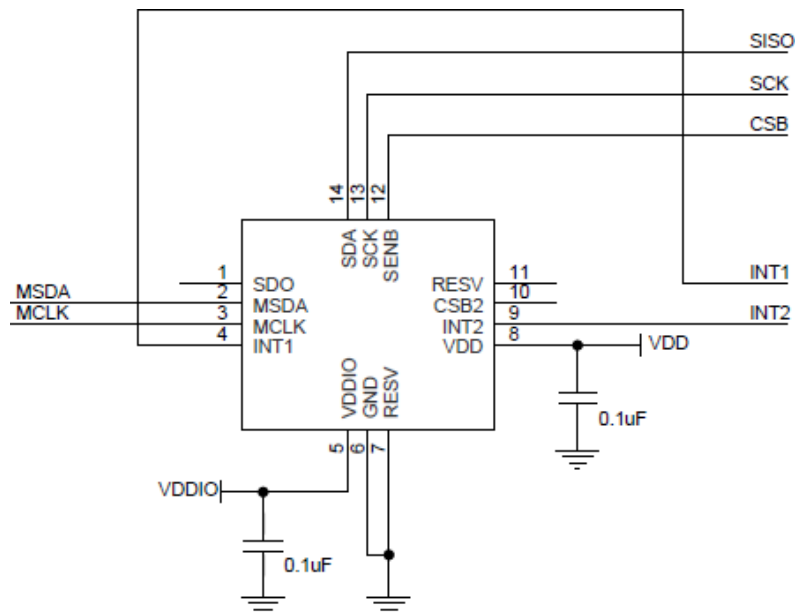 SISO
SCK
CSB
14
13
12
SDA
SCK
SENB
1
SDO
RESV
11
MSDA
2
MSDA
CSB2
10
MCLK
3
MCLK
INT2
9
INT2
4
INT1
VDD
8
VDD
INT1
VDDIO
GND
RESV
5
6
7
0.1uF
VDDIO
0.1uF